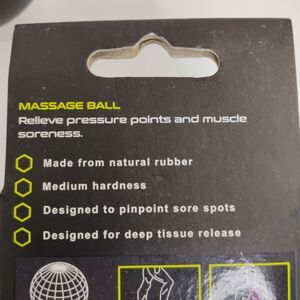 MASSAGE BALL
Relieve pressure points and muscle
soreness.
Made from natural rubber
Medium hardness
Designed to pinpoint sore spots
Designed for deep tissue release